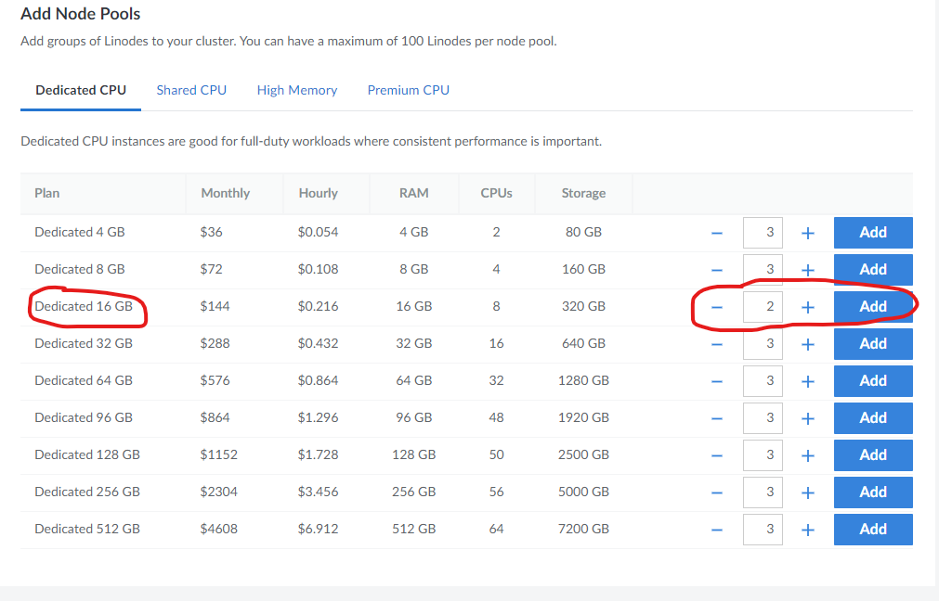 Add Node Pools
Add groups of Linodes to your cluster. You can have a maximum of 100 Linodes per node pool.
Dedicated CPU Shared CPU High Memory Premium CPU
Dedicated CPU instances are good for full-duty workloads where consistent performance is important.
Plan Monthly Hourly RAM CPUs Storage
Dedicated 4 GB $36 $0.054 4 GB 2 80 GB − 3 + Add
Dedicated 8 GB $72 $0.108 8 GB 4 160 GB − 3 + Add
Dedicated 16 GB $144 $0.216 16 GB 8 320 GB − 2 + Add
Dedicated 32 GB $288 $0.432 32 GB 16 640 GB − 3 + Add
Dedicated 64 GB $576 $0.864 64 GB 32 1280 GB − 3 + Add
Dedicated 96 GB $864 $1.296 96 GB 48 1920 GB − 3 + Add
Dedicated 128 GB $1152 $1.728 128 GB 50 2500 GB − 3 + Add
Dedicated 256 GB $2304 $3.456 256 GB 56 5000 GB − 3 + Add
Dedicated 512 GB $4608 $6.912 512 GB 64 7200 GB − 3 + Add